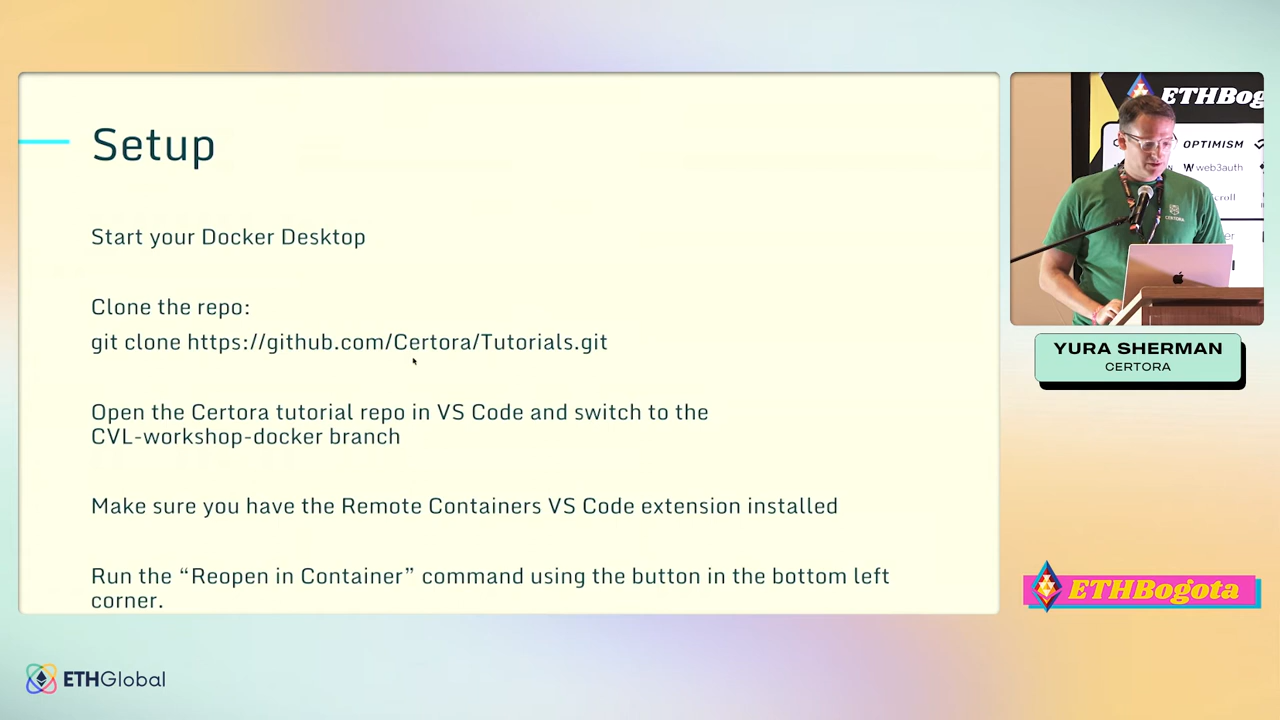 Setup
Start your Docker Desktop
Clone the repo:
git clone https://github.com/Certora/Tutorials.git
Open the Certora tutorial repo in VS Code and switch to the
CVL-workshop-docker branch
Make sure you have the Remote Containers VS Code extension installed
Run the “Reopen in Container” command using the button in the bottom left
corner.
ETHBog
OPTIMISM
web3auth
croll
CERTORA
YURA SHERMAN
CERTORA
ETHBogota
ETHGlobal